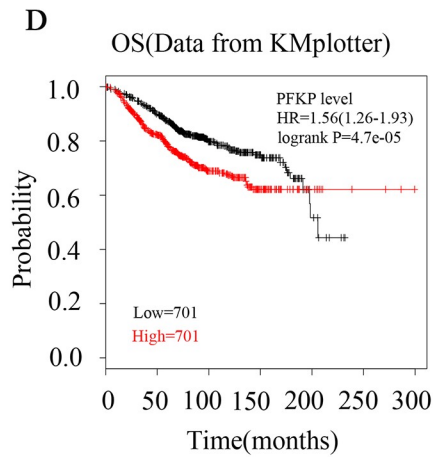 D
OS(Data from KMplotter)
PFKP level
HR=1.56(1.26-1.93)
logrank P=4.7e-05
Probability
1.0
0.8
0.6
0.4
0.2
0.0
Low=701
High=701
0 50 100 150 200 250 300
Time(months)